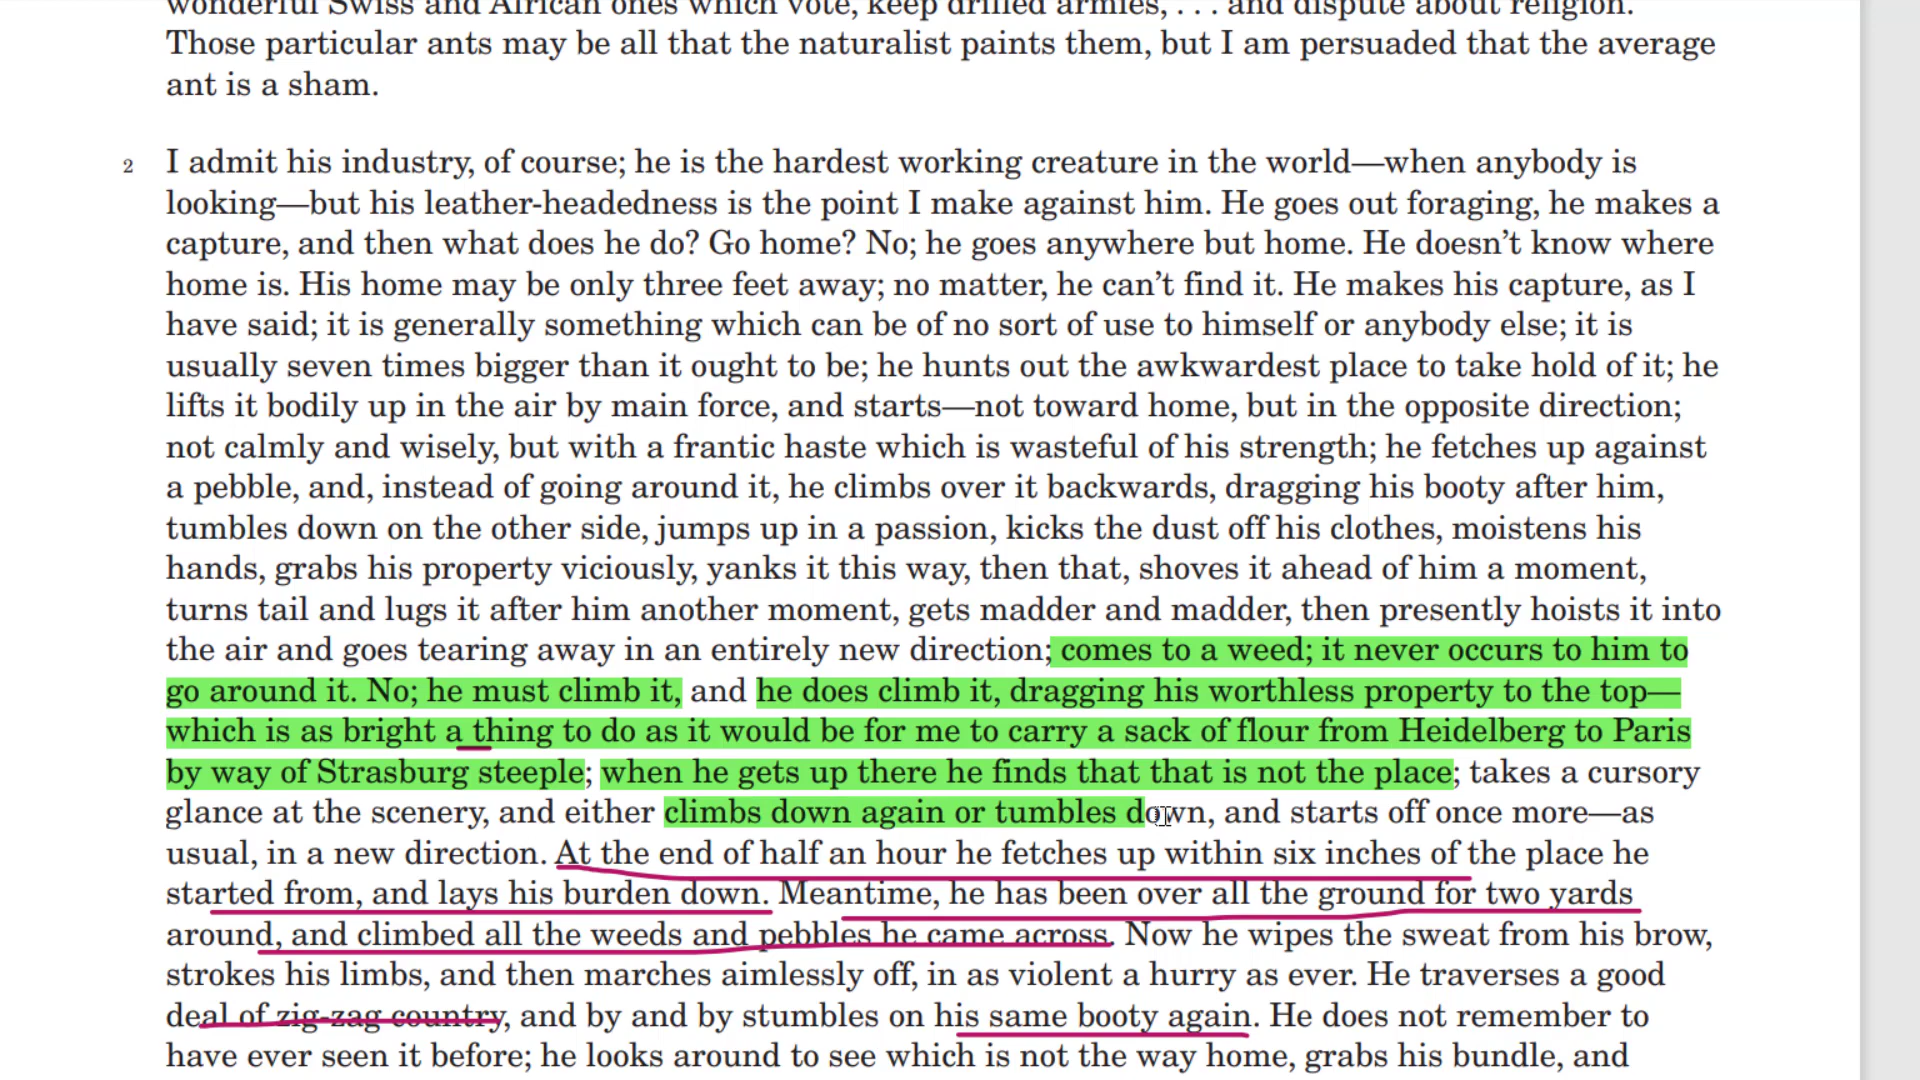 wonderful Swiss and African ones which vote, keep drilled armies, . . . and dispute about religion.
Those particular ants may be all that the naturalist paints them, but I am persuaded that the average
ant is a sham.
2 I admit his industry, of course; he is the hardest working creature in the world—when anybody is
looking—but his leather-headedness is the point I make against him. He goes out foraging, he makes a
capture, and then what does he do? Go home? No; he goes anywhere but home. He doesn’t know where
home is. His home may be only three feet away; no matter, he can’t find it. He makes his capture, as I
have said; it is generally something which can be of no sort of use to himself or anybody else; it is
usually seven times bigger than it ought to be; he hunts out the awkwardest place to take hold of it; he
lifts it bodily up in the air by main force, and starts—not toward home, but in the opposite direction;
not calmly and wisely, but with a frantic haste which is wasteful of his strength; he fetches up against
a pebble, and, instead of going around it, he climbs over it backwards, dragging his booty after him,
tumbles down on the other side, jumps up in a passion, kicks the dust off his clothes, moistens his
hands, grabs his property viciously, yanks it this way, then that, shoves it ahead of him a moment,
turns tail and lugs it after him another moment, gets madder and madder, then presently hoists it into
the air and goes tearing away in an entirely new direction; comes to a weed; it never occurs to him to
go around it. No; he must climb it, and he does climb it, dragging his worthless property to the top—
which is as bright a thing to do as it would be for me to carry a sack of flour from Heidelberg to Paris
by way of Strasburg steeple; when he gets up there he finds that that is not the place; takes a cursory
glance at the scenery, and either climbs down again or tumbles down, and starts off once more—as
usual, in a new direction. At the end of half an hour he fetches up within six inches of the place he
started from, and lays his burden down. Meantime, he has been over all the ground for two yards
around, and climbed all the weeds and pebbles he came across. Now he wipes the sweat from his brow,
strokes his limbs, and then marches aimlessly off, in as violent a hurry as ever. He traverses a good
deal of zig-zag country, and by and by stumbles on his same booty again. He does not remember to
have ever seen it before; he looks around to see which is not the way home, grabs his bundle, and